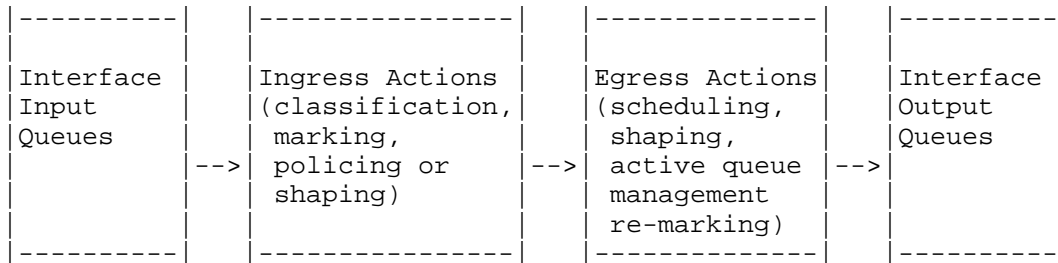 |----------|  |----------------|  |--------------|  |----------
|          |  |                |  |              |  |
|Interface |  |Ingress Actions |  |Egress Actions|  |Interface
|Input     |  |(classification,|  |(scheduling,  |  |Output
|Queues    |  | marking,       |  | shaping,     |  |Queues
|          |-->| policing or    |-->| active queue |-->|
|          |  | shaping)       |  | management   |  |
|          |  |                |  | re-marking)  |  |
|----------|  |----------------|  |--------------|  |----------